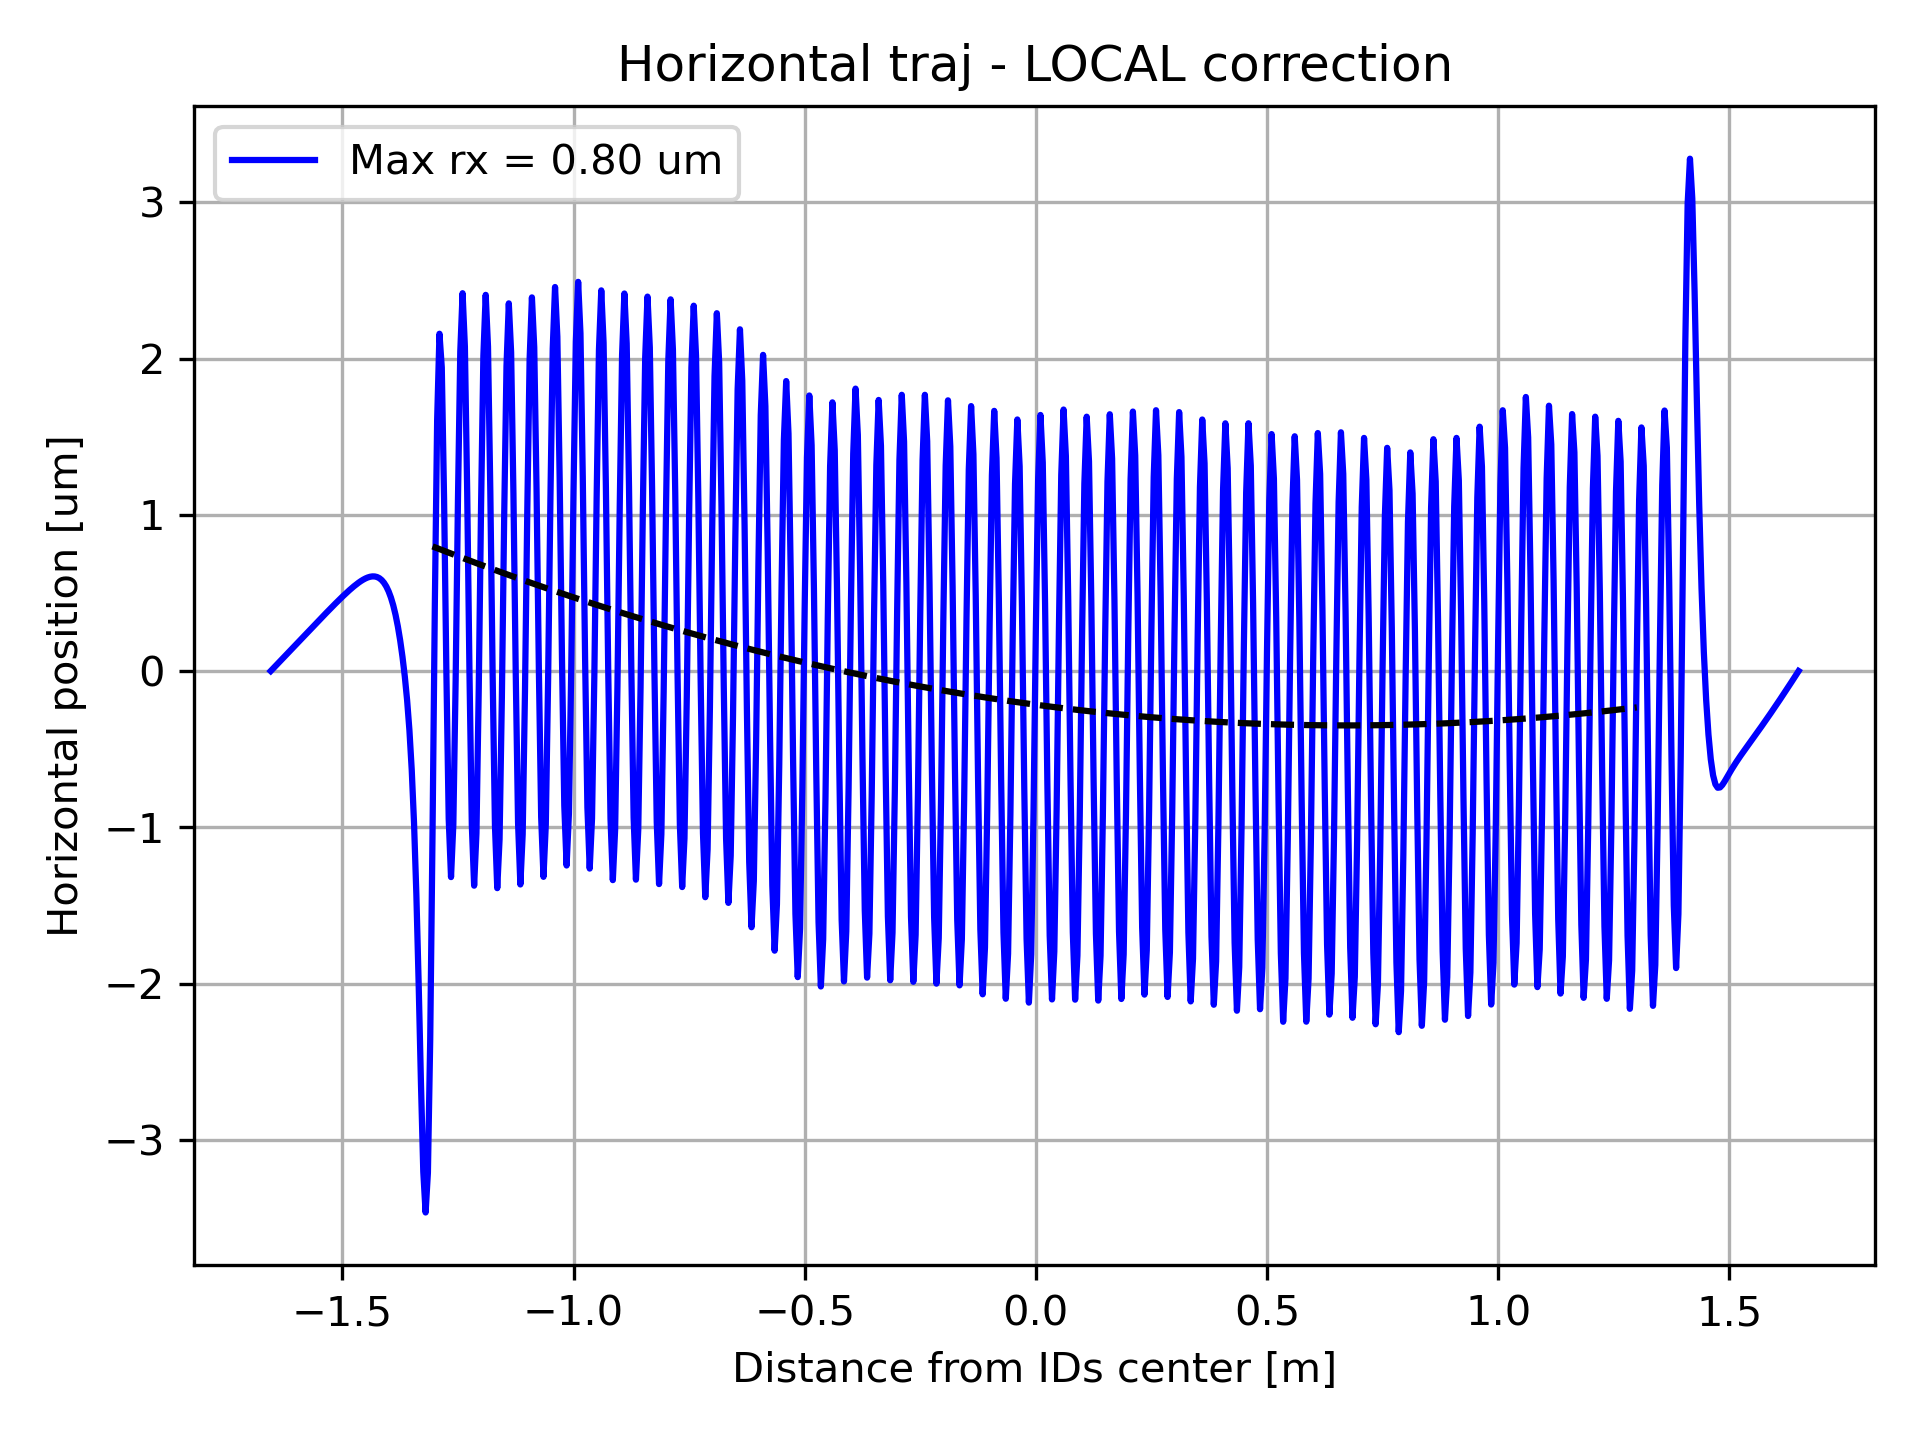 Horizontal traj - LOCAL correction
Max rx = 0.80 um
Horizontal position [um]
3
2
1
0
−1
−2
−3
−1.5 −1.0 −0.5 0.0 0.5 1.0 1.5
Distance from IDs center [m]